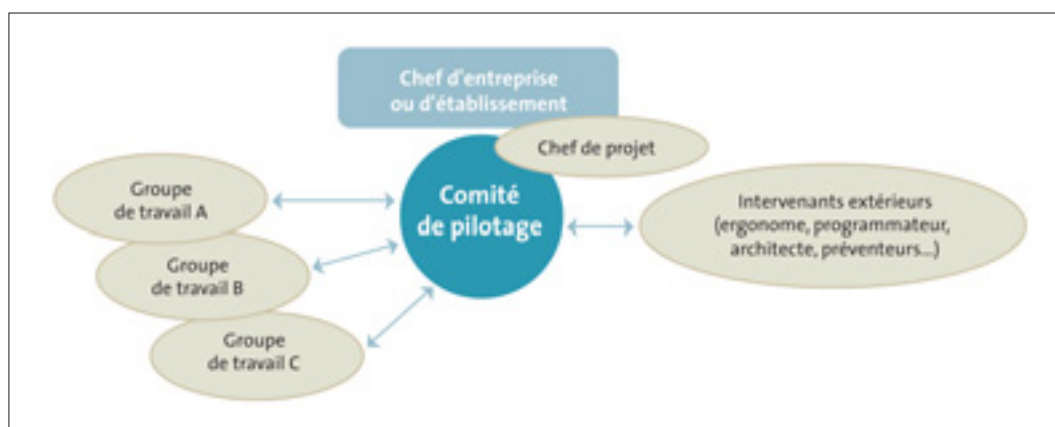 Chef d'entreprise
ou d'établissement
Chef de projet
Comité
de pilotage
Groupe
de travail A
Groupe
de travail B
Groupe
de travail C
Intervenants extérieurs
(ergonome, programmateur,
architecte, préventeurs...)